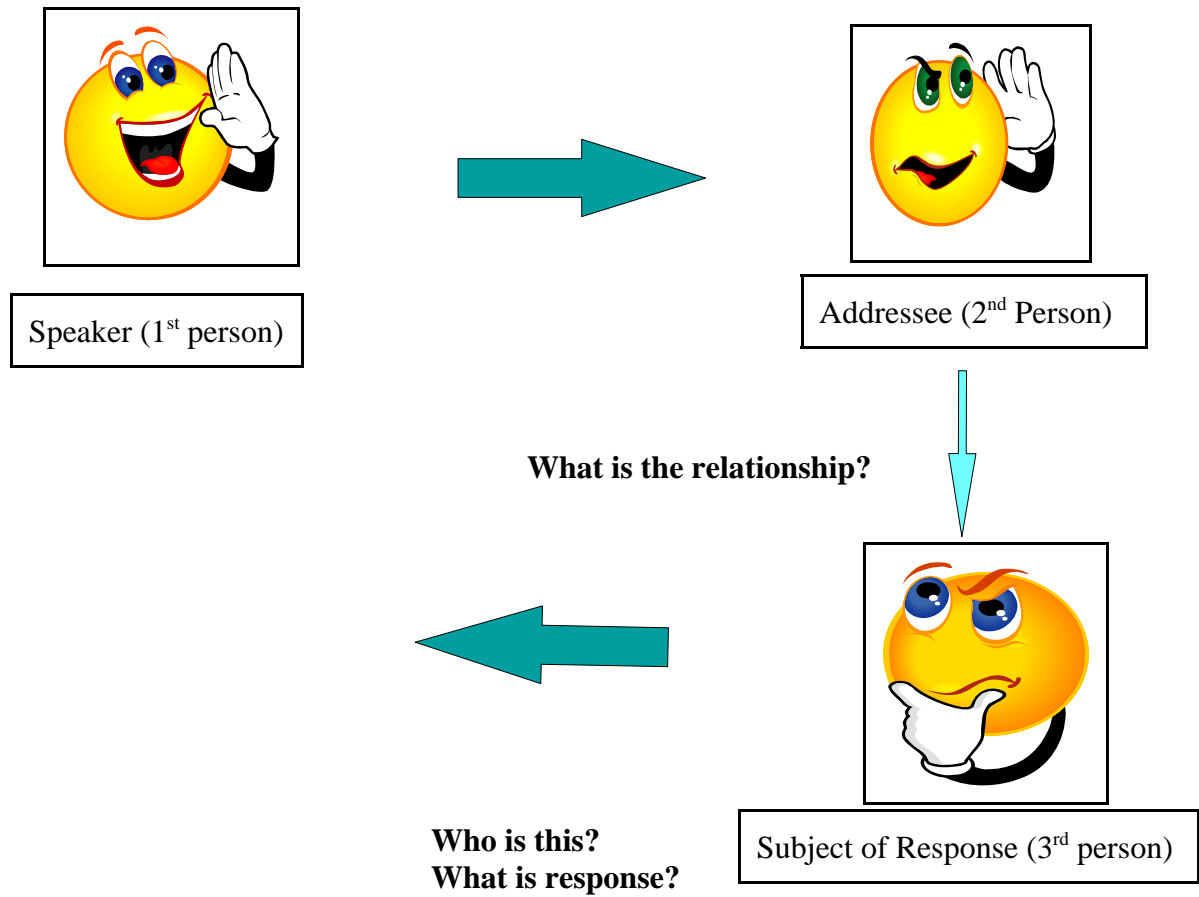 Speaker (1st person)
Addressee (2nd Person)
What is the relationship?
Who is this?
What is response?
Subject of Response (3rd person)